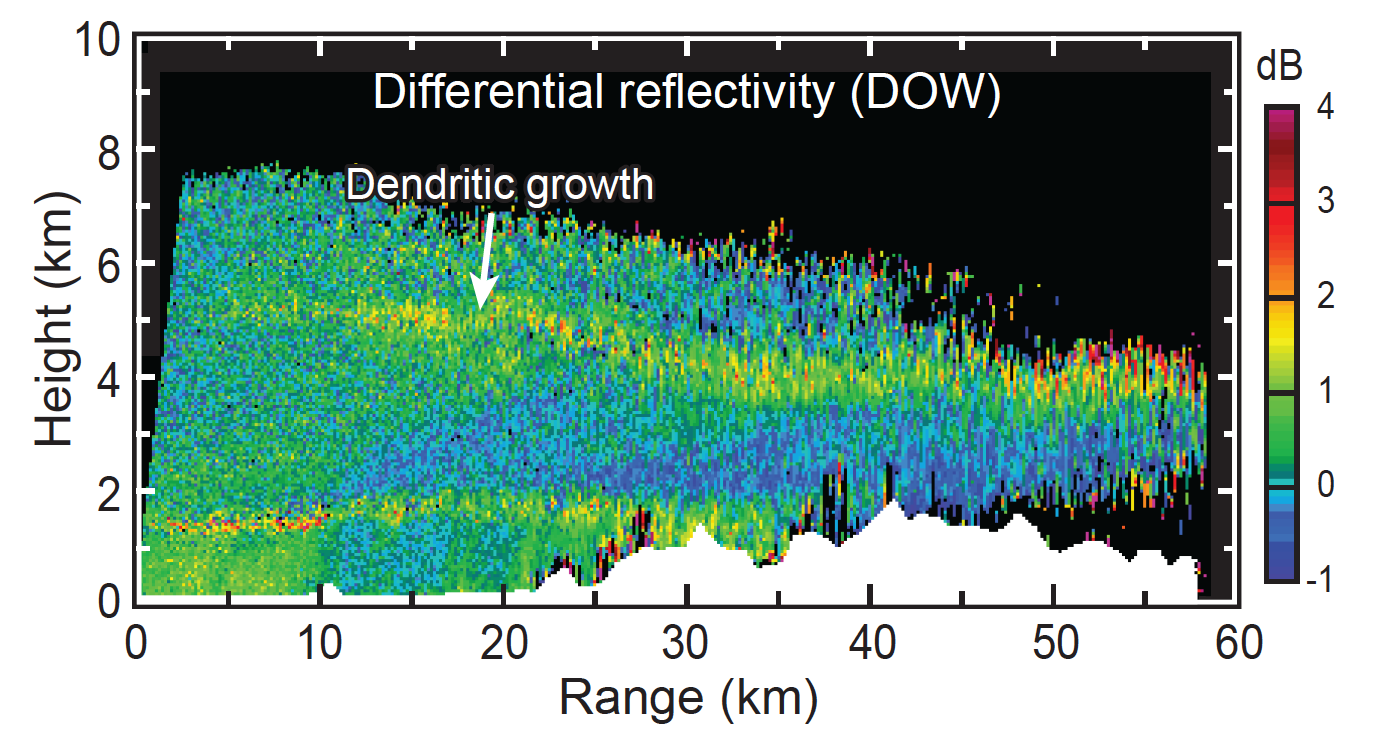 Differential reflectivity (DOW)
Dendritic growth
Height (km)
10
8
6
4
2
0
0 10 20 30 40 50 60
Range (km)
dB
4
3
2
1
0
-1